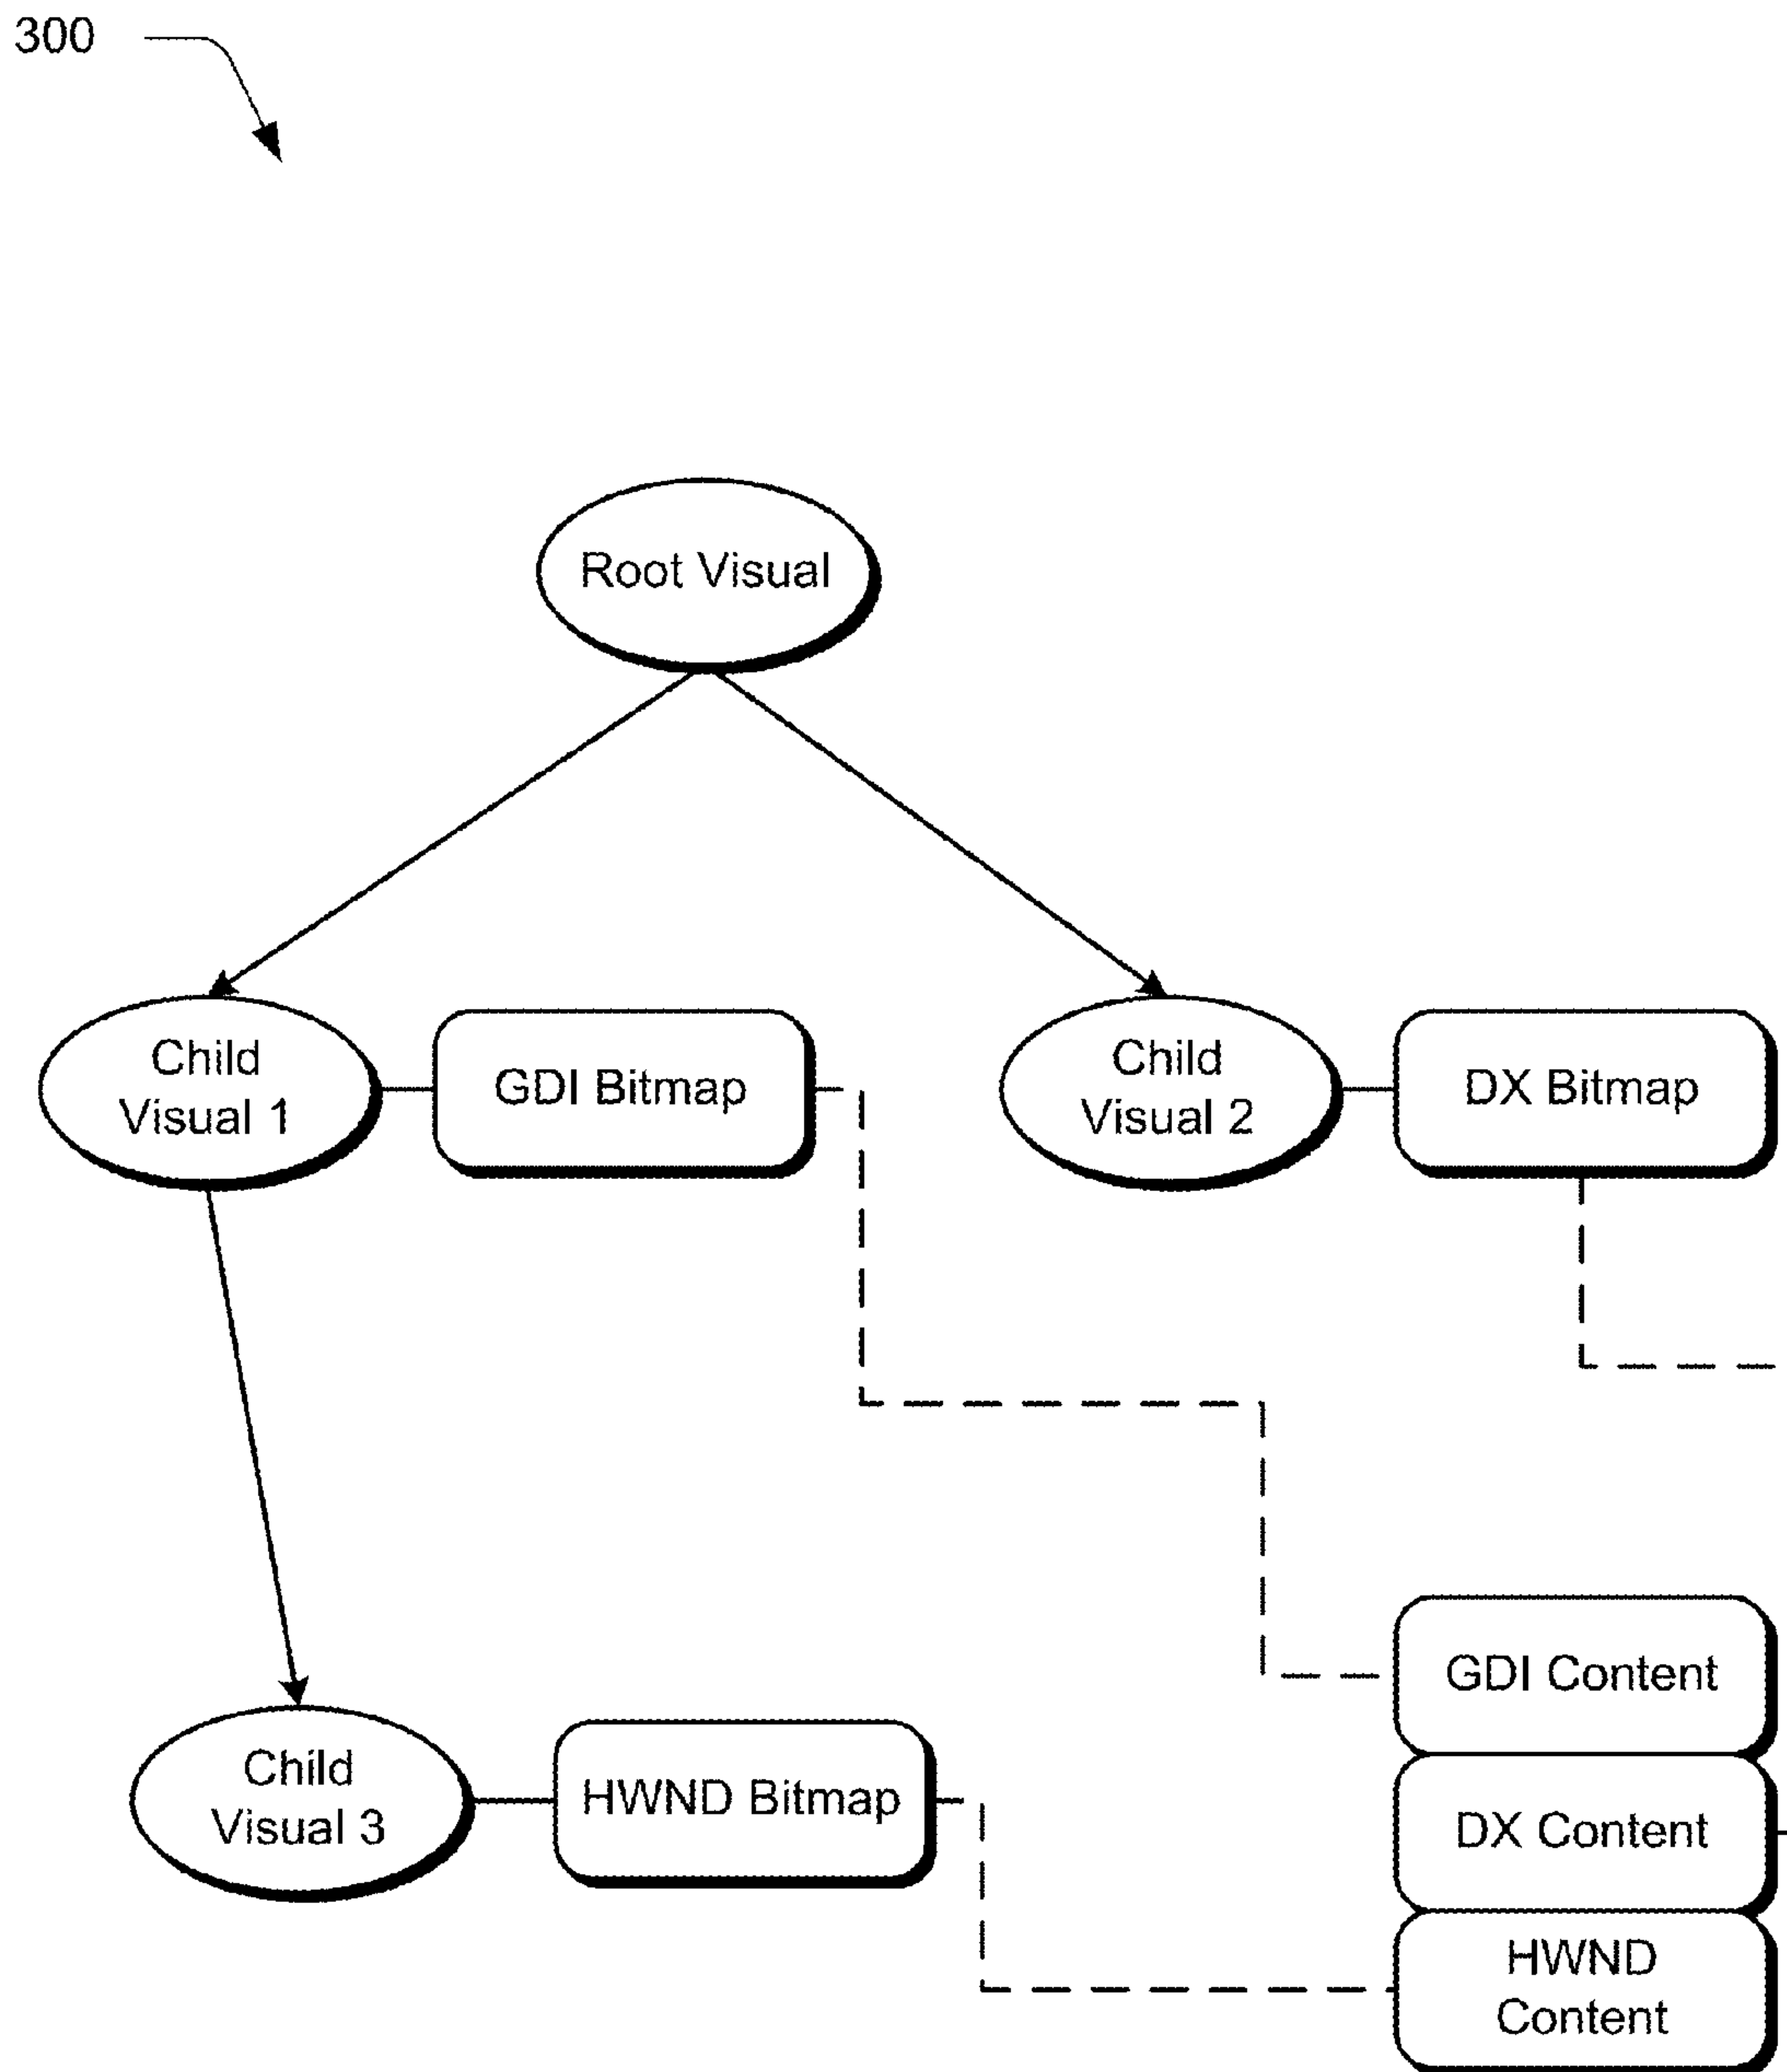 300
Root Visual
Child
Visual 1
GDI Bitmap
Child
Visual 2
DX Bitmap
GDI Content
Child
Visual 3
HWND Bitmap
DX Content
HWND
Content